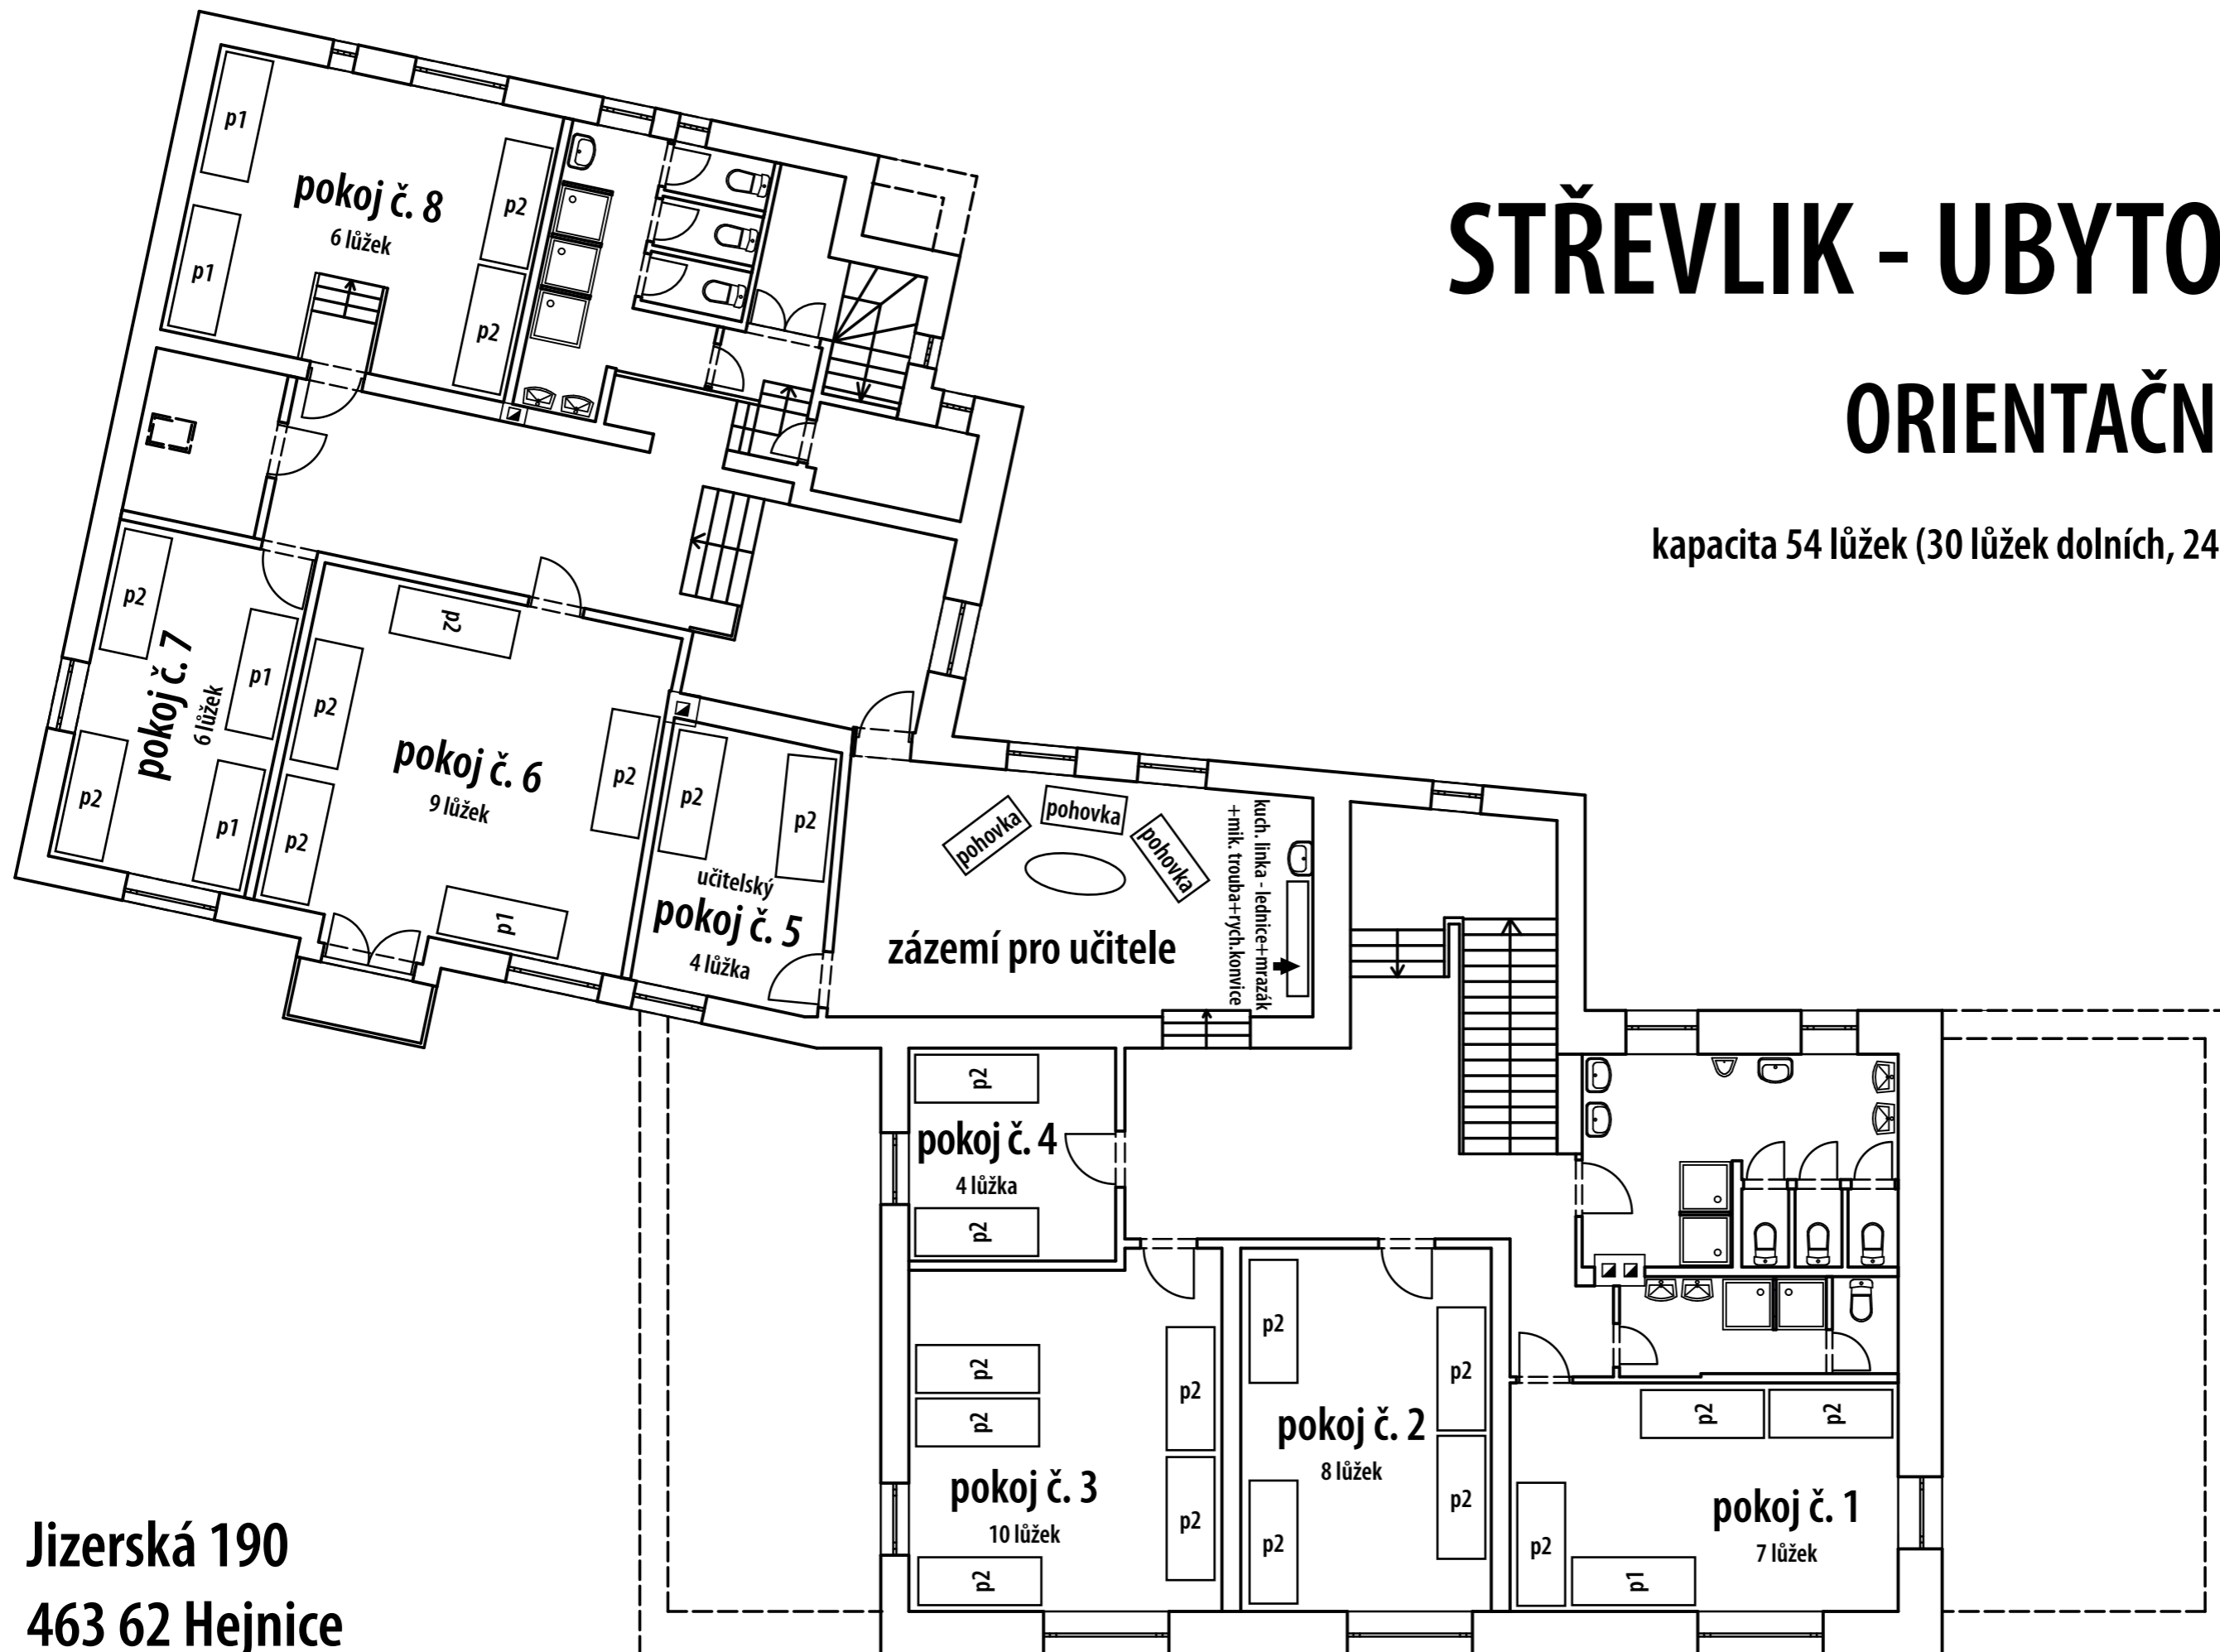 STŘEVLIK - UBYTO
ORIENTAČN
kapacita 54 lůžek (30 lůžek dolních, 24
p1
p1
pokoj č. 8
6 lůžek
p2
p2
p2
p1
pokoj č. 7
6 lůžek
p2
p1
p2
p2
p2
pokoj č. 6
9 lůžek
p2
p1
p2
p2
učitelský
pokoj č. 5
4 lůžka
pohovka
pohovka
pohovka
zázemí pro učitele
kuch. linka - lednice+mrazák
+mik. trouba+rych.konvice
p2
pokoj č. 4
4 lůžka
p2
p2
p2
p2
p2
pokoj č. 3
10 lůžek
p2
p2
p2
p2
pokoj č. 2
8 lůžek
p2
p2
p2
p2
pokoj č. 1
7 lůžek
p1
Jizerská 190
463 62 Hejnice